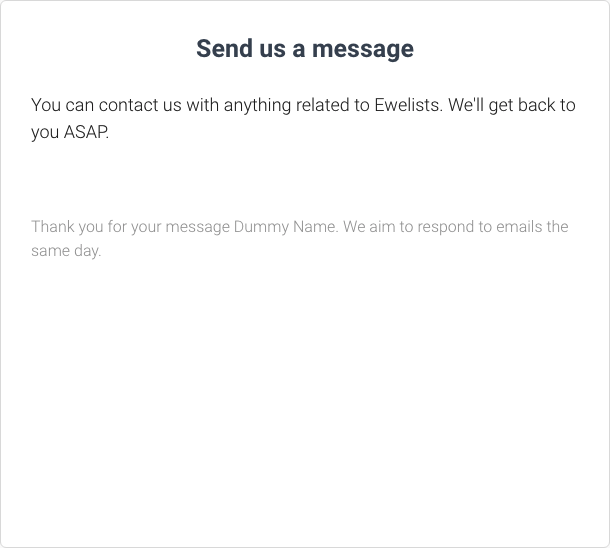 Send us a message
You can contact us with anything related to Ewelists. We'll get back to
you ASAP.
Thank you for your message Dummy Name. We aim to respond to emails the
same day.